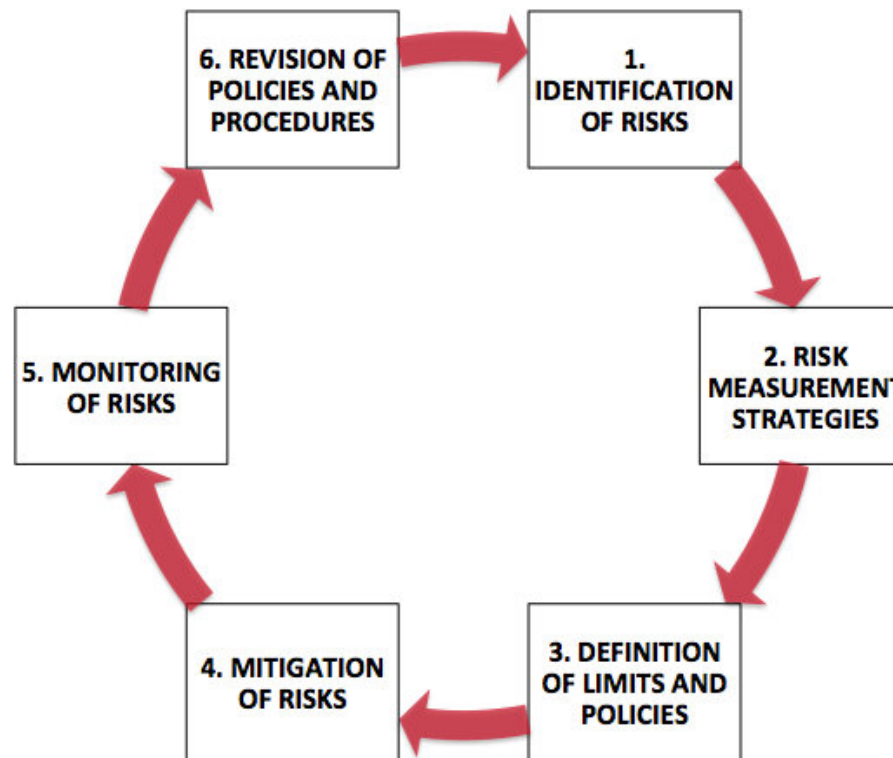 1.
IDENTIFICATION
OF RISKS
2. RISK
MEASUREMENT
STRATEGIES
3. DEFINITION
OF LIMITS AND
POLICIES
4. MITIGATION
OF RISKS
5. MONITORING
OF RISKS
6. REVISION OF
POLICIES AND
PROCEDURES